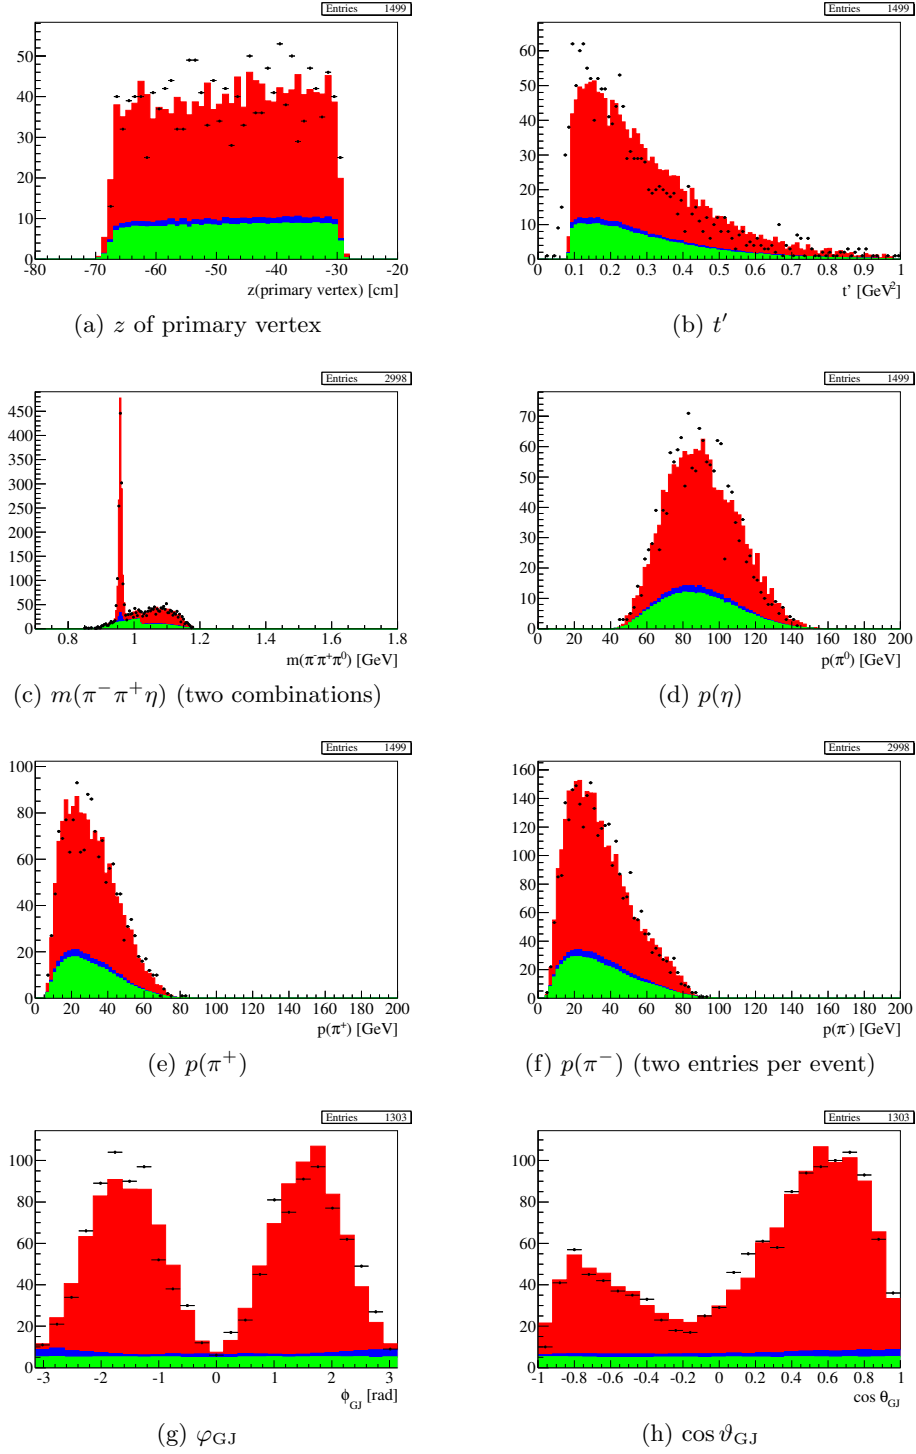 Entries 1499
50
40
30
20
10
0
-80 -70 -60 -50 -40 -30 -20
z(primary vertex) [cm]
(a) z of primary vertex
Entries 1499
60
50
40
30
20
10
0
0 0.1 0.2 0.3 0.4 0.5 0.6 0.7 0.8 0.9 1
t' [GeV²]
(b) t′
Entries 2998
450
400
350
300
250
200
150
100
50
0
0.8 1 1.2 1.4 1.6 1.8
m(π⁻π⁺π⁰) [GeV]
(c) m(π⁻π⁺η) (two combinations)
Entries 1499
70
60
50
40
30
20
10
0
0 20 40 60 80 100 120 140 160 180 200
p(π⁰) [GeV]
(d) p(η)
Entries 1499
100
80
60
40
20
0
0 20 40 60 80 100 120 140 160 180 200
p(π⁺) [GeV]
(e) p(π⁺)
Entries 2998
160
140
120
100
80
60
40
20
0
0 20 40 60 80 100 120 140 160 180 200
p(π⁻) [GeV]
(f) p(π⁻) (two entries per event)
Entries 1303
100
80
60
40
20
0
-3 -2 -1 0 1 2 3
ϕ_GJ [rad]
(g) φ_GJ
Entries 1303
100
80
60
40
20
0
-1 -0.8 -0.6 -0.4 -0.2 0 0.2 0.4 0.6 0.8 1
cos θ_GJ
(h) cos ϑ_GJ